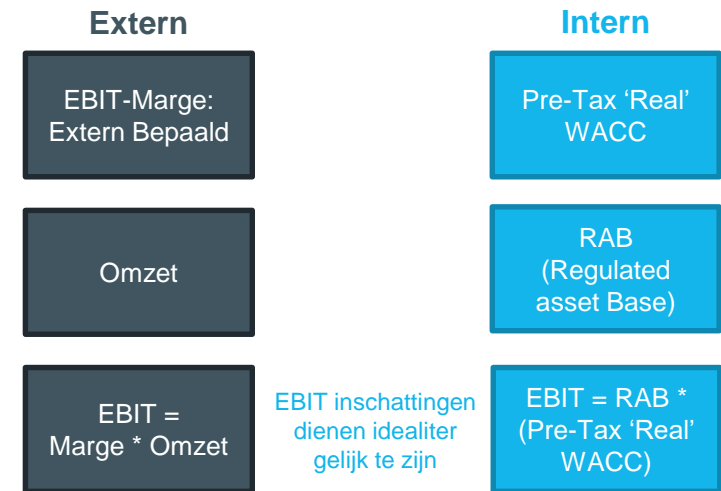 Extern
EBIT-Marge:
Extern Bepaald
Omzet
EBIT =
Marge * Omzet
EBIT inschattingen
dienen idealiter
gelijk te zijn
Intern
Pre-Tax ‘Real’
WACC
RAB
(Regulated
asset Base)
EBIT = RAB *
(Pre-Tax ‘Real’
WACC)